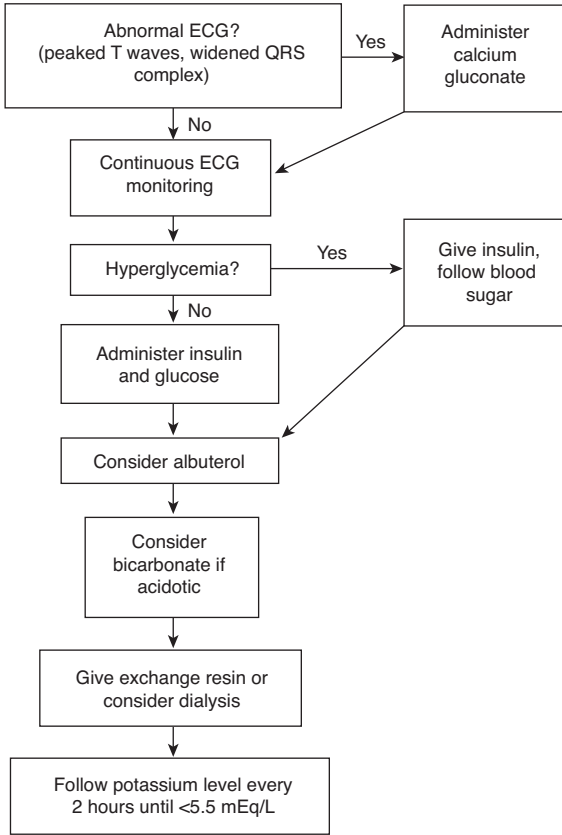 Abnormal ECG?
(peaked T waves, widened QRS
complex)
Yes
Administer
calcium
gluconate
No
Continuous ECG
monitoring
Hyperglycemia?
Yes
Give insulin,
follow blood
sugar
No
Administer insulin
and glucose
Consider albuterol
Consider
bicarbonate if
acidotic
Give exchange resin or
consider dialysis
Follow potassium level every
2 hours until <5.5 mEq/L